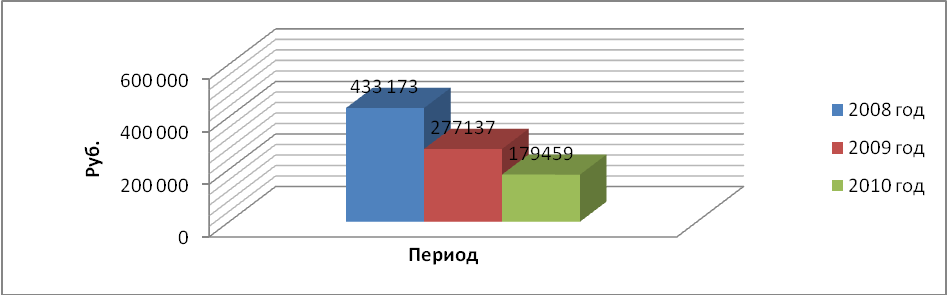 600 000
400 000
200 000
0
Руб.
433 173
277137
179459
Период
2008 год
2009 год
2010 год